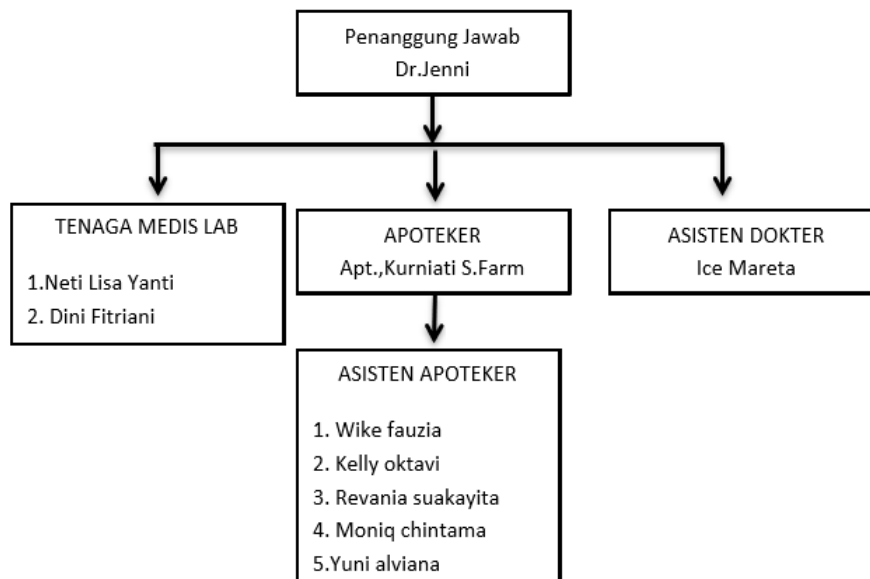 Penanggung Jawab
Dr.Jenni
TENAGA MEDIS LAB
1.Neti Lisa Yanti
2. Dini Fitriani
APOTEKER
Apt.,Kurniati S.Farm
ASISTEN DOKTER
Ice Mareta
ASISTEN APOTEKER
1. Wike fauzia
2. Kelly oktavi
3. Revania suakayita
4. Moniq chintama
5.Yuni alviana